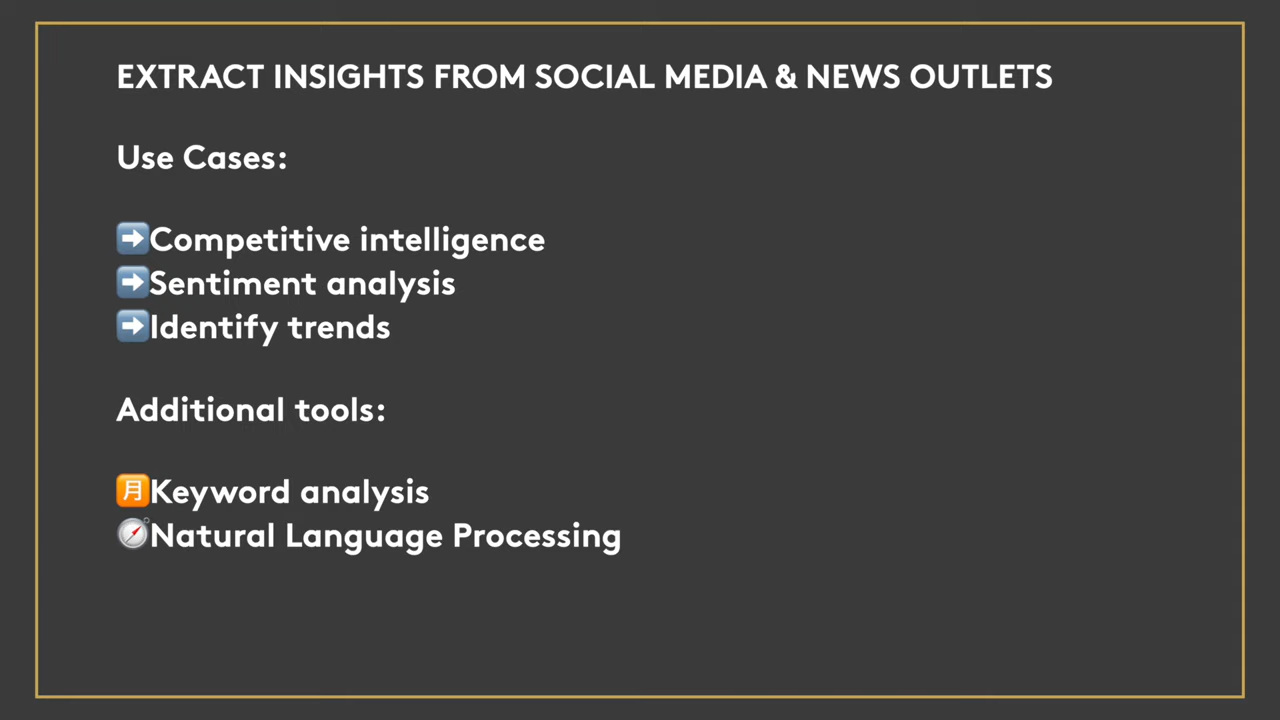 EXTRACT INSIGHTS FROM SOCIAL MEDIA & NEWS OUTLETS
Use Cases:
➡️Competitive intelligence
➡️Sentiment analysis
➡️Identify trends
Additional tools:
🈷️Keyword analysis
🧭Natural Language Processing